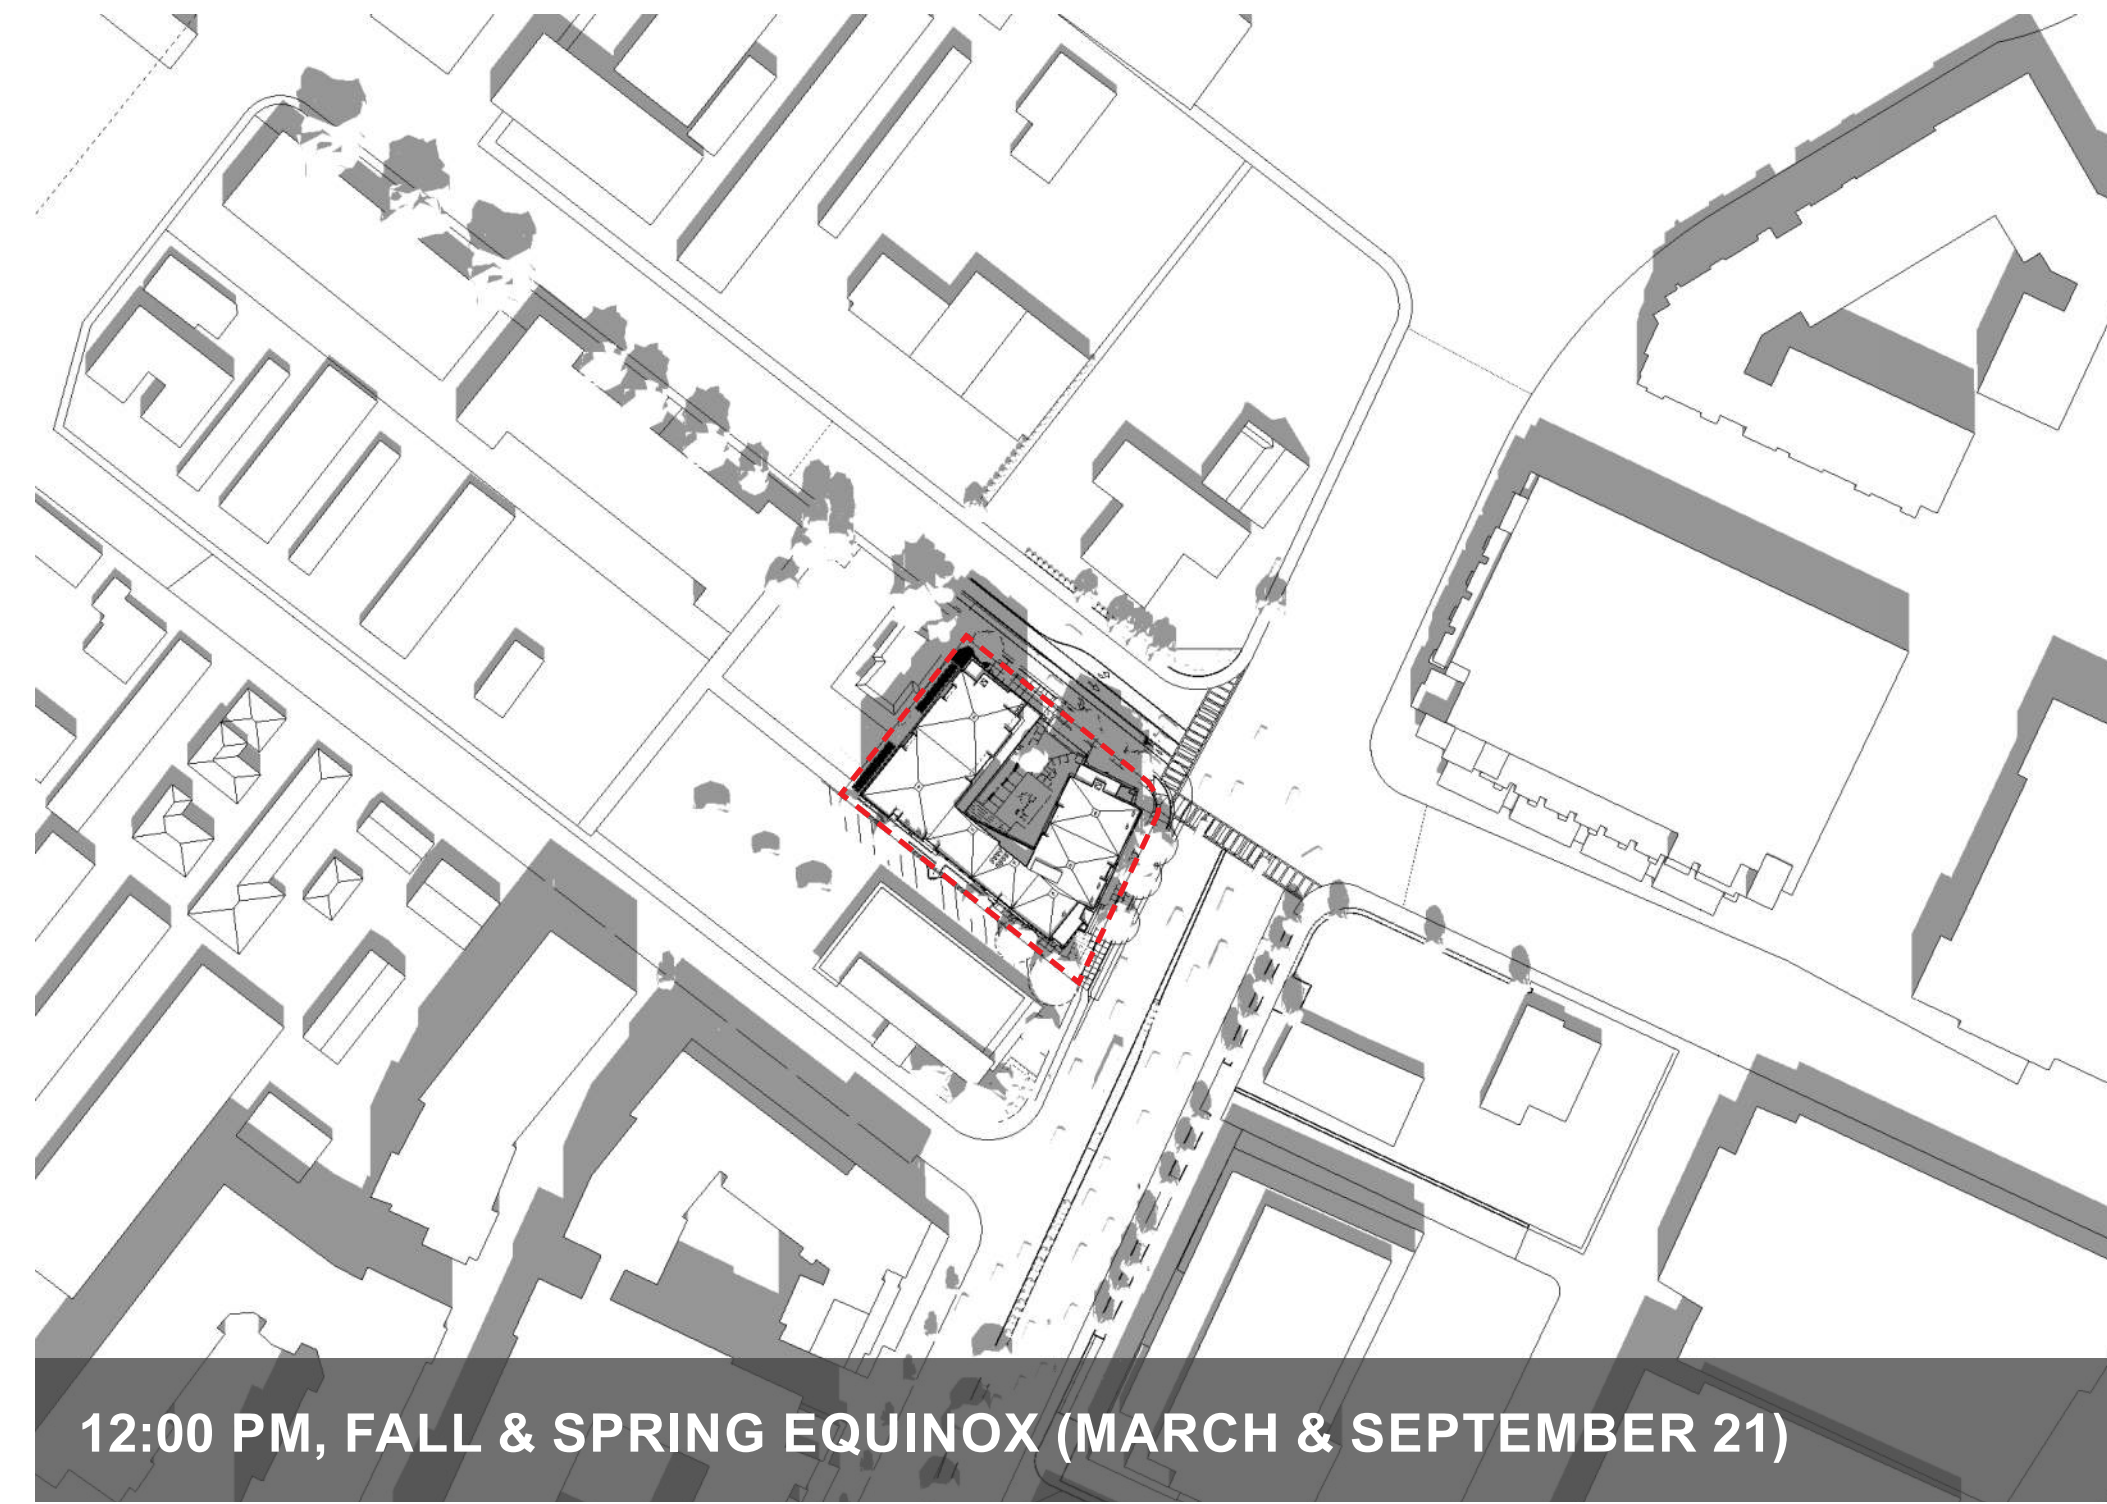 12:00 PM, FALL & SPRING EQUINOX (MARCH & SEPTEMBER 21)